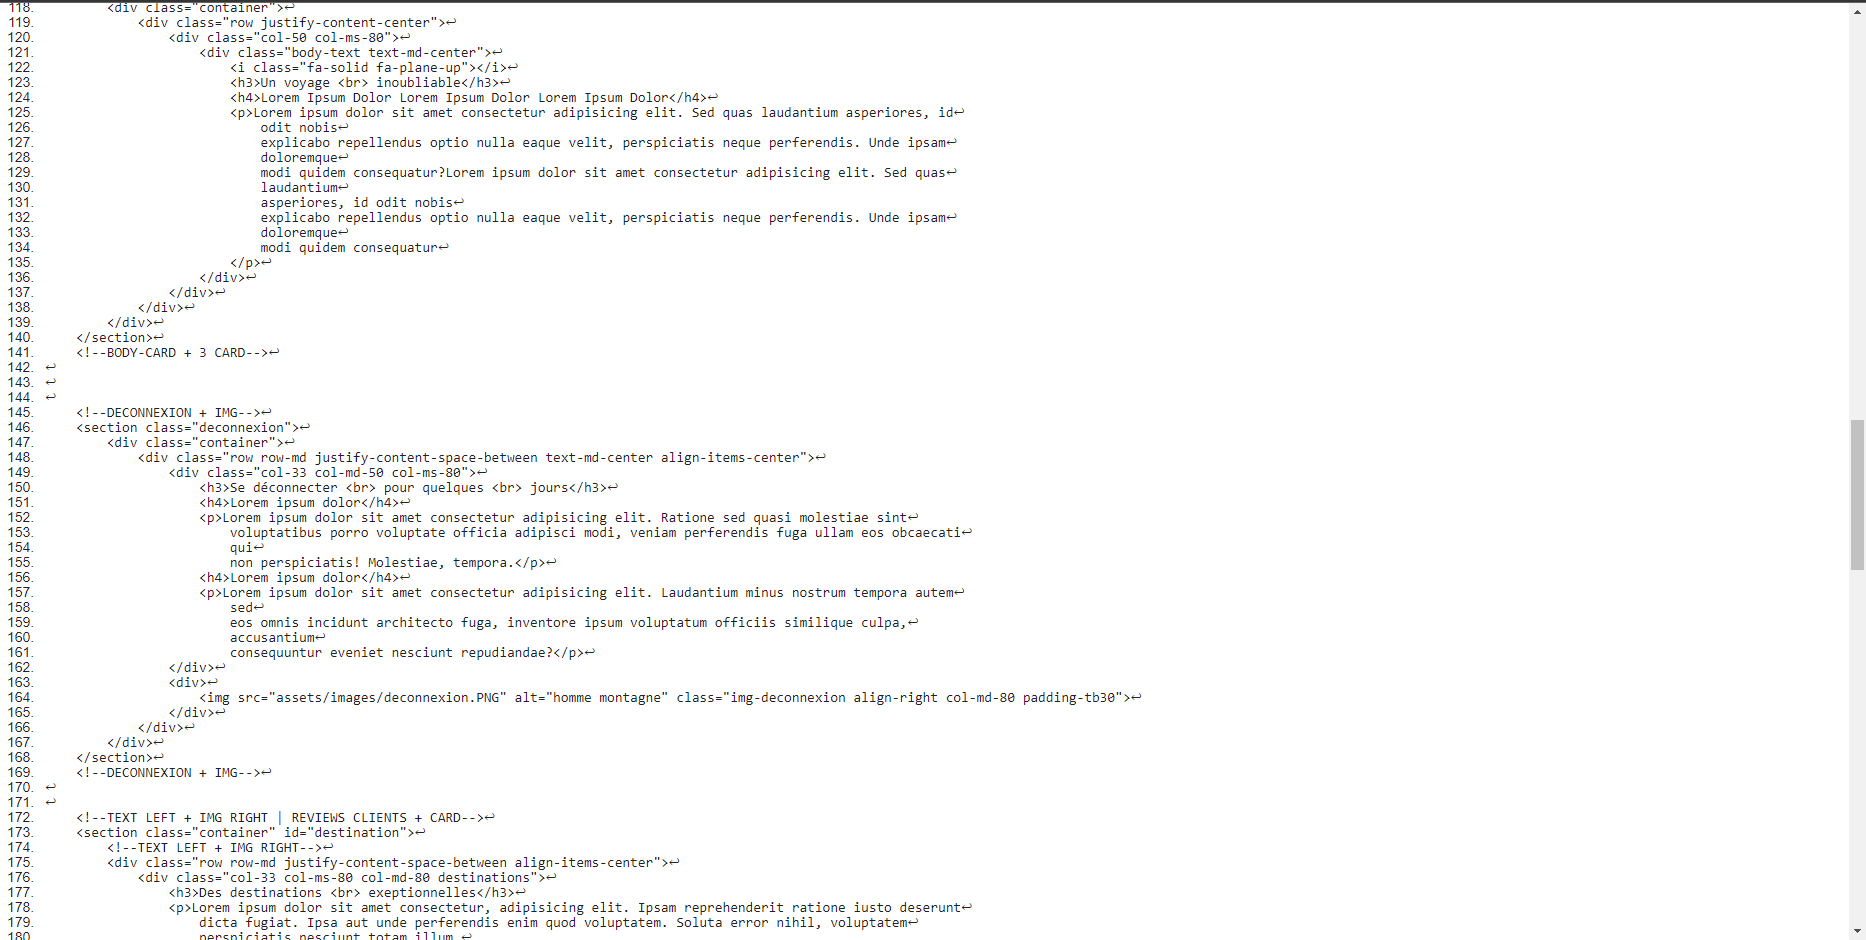 118. <div class="container">↩
119. <div class="row justify-content-center">↩
120. <div class="col-50 col-ms-80">↩
121. <div class="body-text text-md-center">↩
122. <i class="fa-solid fa-plane-up"></i>↩
123. <h3>Un voyage <br> inoubliable</h3>↩
124. <h4>Lorem Ipsum Dolor Lorem Ipsum Dolor Lorem Ipsum Dolor</h4>↩
125. <p>Lorem ipsum dolor sit amet consectetur adipisicing elit. Sed quas laudantium asperiores, id↩
126. odit nobis↩
127. explicabo repellendus optio nulla eaque velit, perspiciatis neque perferendis. Unde ipsam↩
128. doloremque↩
129. modi quidem consequatur?Lorem ipsum dolor sit amet consectetur adipisicing elit. Sed quas↩
130. laudantium↩
131. asperiores, id odit nobis↩
132. explicabo repellendus optio nulla eaque velit, perspiciatis neque perferendis. Unde ipsam↩
133. doloremque↩
134. modi quidem consequatur↩
135. </p>↩
136. </div>↩
137. </div>↩
138. </div>↩
139. </div>↩
140. </section>↩
141. <!--BODY-CARD + 3 CARD-->↩
142. ↩
143. ↩
144. ↩
145. <!--DECONNEXION + IMG-->↩
146. <section class="deconnexion">↩
147. <div class="container">↩
148. <div class="row row-md justify-content-space-between text-md-center align-items-center">↩
149. <div class="col-33 col-md-50 col-ms-80">↩
150. <h3>Se déconnecter <br> pour quelques <br> jours</h3>↩
151. <h4>Lorem ipsum dolor</h4>↩
152. <p>Lorem ipsum dolor sit amet consectetur adipisicing elit. Ratione sed quasi molestiae sint↩
153. voluptatibus porro voluptate officia adipisci modi, veniam perferendis fuga ullam eos obcaecati↩
154. qui↩
155. non perspiciatis! Molestiae, tempora.</p>↩
156. <h4>Lorem ipsum dolor</h4>↩
157. <p>Lorem ipsum dolor sit amet consectetur adipisicing elit. Laudantium minus nostrum tempora autem↩
158. sed↩
159. eos omnis incidunt architecto fuga, inventore ipsum voluptatum officiis similique culpa,↩
160. accusantium↩
161. consequuntur eveniet nesciunt repudiandae?</p>↩
162. </div>↩
163. <div>↩
164. <img src="assets/images/deconnexion.PNG" alt="homme montagne" class="img-deconnexion align-right col-md-80 padding-tb30">↩
165. </div>↩
166. </div>↩
167. </div>↩
168. </section>↩
169. <!--DECONNEXION + IMG-->↩
170. ↩
171. ↩
172. <!--TEXT LEFT + IMG RIGHT | REVIEWS CLIENTS + CARD-->↩
173. <section class="container" id="destination">↩
174. <!--TEXT LEFT + IMG RIGHT-->↩
175. <div class="row row-md justify-content-space-between align-items-center">↩
176. <div class="col-33 col-ms-80 col-md-80 destinations">↩
177. <h3>Des destinations <br> exeptionnelles</h3>↩
178. <p>Lorem ipsum dolor sit amet consectetur, adipisicing elit. Ipsam reprehenderit ratione iusto deserunt↩
179. dicta fugiat. Ipsa aut unde perferendis enim quod voluptatem. Soluta error nihil, voluptatem↩
180. perspiciatis nesciunt totam illum.↩